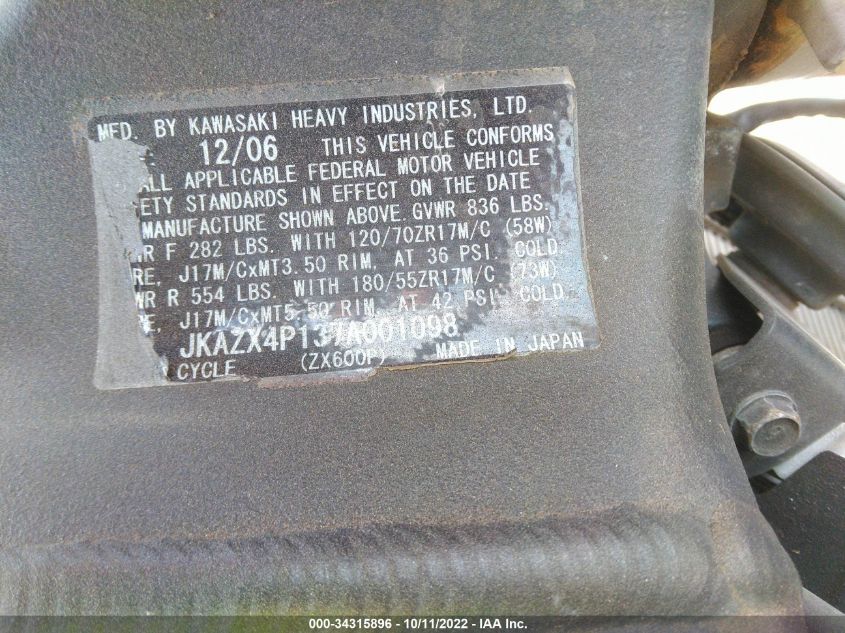 MFD. BY KAWASAKI HEAVY INDUSTRIES, LTD.
12/06 THIS VEHICLE CONFORMS
ALL APPLICABLE FEDERAL MOTOR VEHICLE
ETY STANDARDS IN EFFECT ON THE DATE
MANUFACTURE SHOWN ABOVE. GVWR 836 LBS.
WR F 282 LBS. WITH 120/70ZR17M/C (58W)
RE, J17M/CxMT3.50 RIM, AT 36 PSI. COLD.
WR R 554 LBS. WITH 180/55ZR17M/C (73W)
E, J17M/CxMT5.50 RIM, AT 42 PSI. COLD.
JKAZX4P137A001098
CYCLE (ZX600P) MADE IN JAPAN
000-34315896 - 10/11/2022 - IAA Inc.